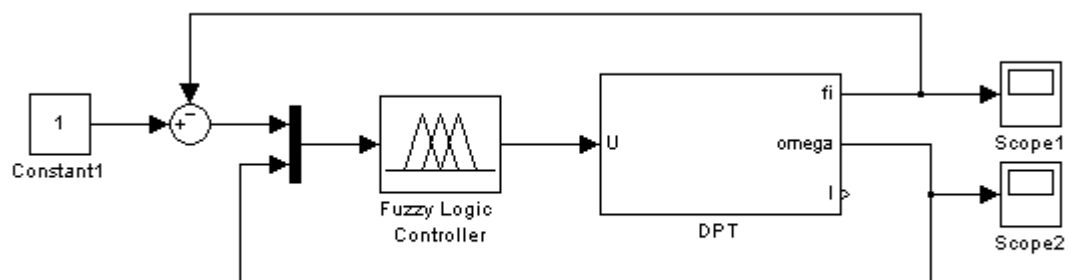 1
Constant1
+
−
Fuzzy Logic
Controller
U
fi
omega
I
DPT
Scope1
Scope2